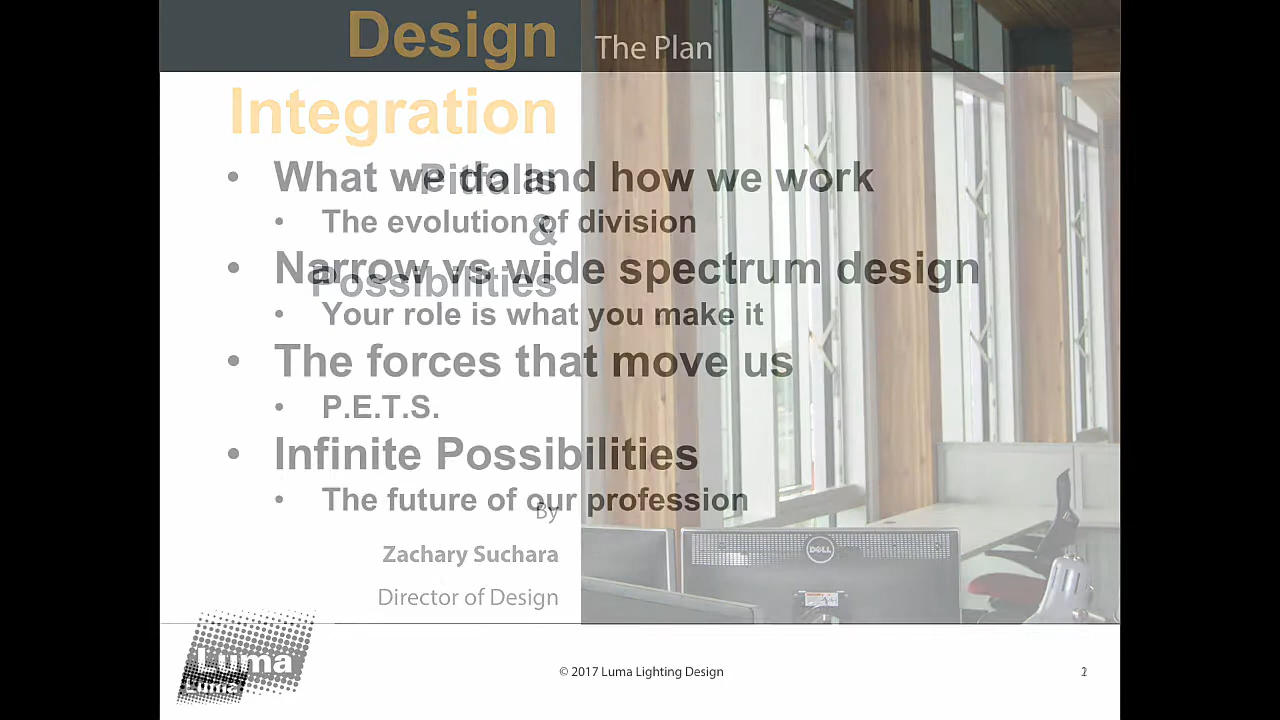 Design
The Plan
Integration
• What we do and how we work
Pitfalls
• The evolution of division
&
• Narrow vs wide spectrum design
Possibilities
• Your role is what you make it
• The forces that move us
• P.E.T.S.
• Infinite Possibilities
• The future of our profession
By
Zachary Suchara
Director of Design
DELL
Luma
Luma
© 2017 Luma Lighting Design
2